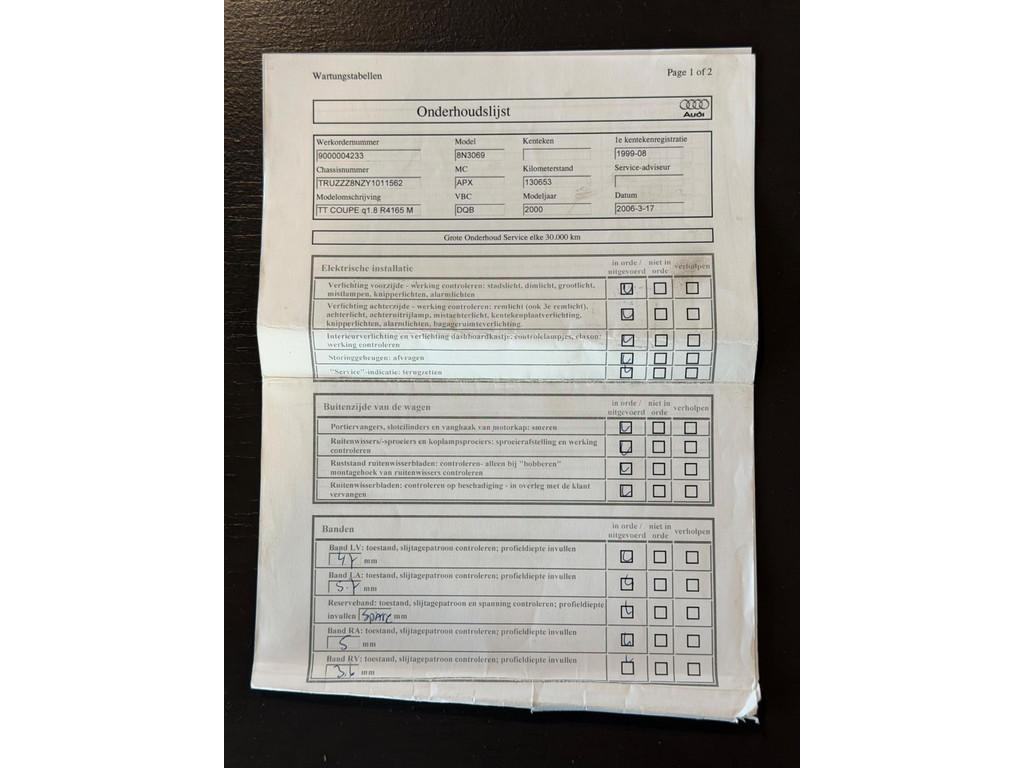 Wartungstabellen
Page 1 of 2
Onderhoudslijst
Audi
Werkordernummer Model Kenteken 1e kentekenregistratie
9000004233 8N3069 1999-08
Chassisnummer MC Kilometerstand Service-adviseur
TRUZZZ8NZY1011562 APX 130653
Modelomschrijving VBC Modeljaar Datum
TT COUPE q1.8 R4165 M DQB 2000 2006-3-17
Grote Onderhoud Service elke 30.000 km
Elektrische installatie in orde / uitgevoerd niet in orde verholpen
Verlichting voorzijde - werking controleren: stadslicht, dimlicht, grootlicht,
mistlampen, knipperlichten, alarmlichten
Verlichting achterzijde - werking controleren: remlicht (ook 3e remlicht),
achterlicht, achteruitrijlamp, mistachterlicht, kentekenplaatverlichting,
knipperlichten, alarmlichten, bagageruimteverlichting.
Interieurverlichting en verlichting dashboardkastje: controlelampjes, claxon:
werking controleren
Storinggeheugen: afvragen
"Service"-indicatie: terugzetten
Buitenzijde van de wagen in orde / uitgevoerd niet in orde verholpen
Portiervangers, slotcilinders en vanghaak van motorkap: smeren
Ruitenwissers/-sproeiers en koplampsproeiers: sproeierafstelling en werking
controleren
Ruststand ruitenwisserbladen: controleren- alleen bij "bobberen"
montagehoek van ruitenwissers controleren
Ruitenwisserbladen: controleren op beschadiging - in overleg met de klant
vervangen
Banden in orde / uitgevoerd niet in orde verholpen
Band LV: toestand, slijtagepatroon controleren; profieldiepte invullen
mm
Band LA: toestand, slijtagepatroon controleren; profieldiepte invullen
mm
Reserveband: toestand, slijtagepatroon en spanning controleren; profieldiepte
invullen SPARE mm
Band RA: toestand, slijtagepatroon controleren; profieldiepte invullen
5 mm
Band RV: toestand, slijtagepatroon controleren; profieldiepte invullen
mm